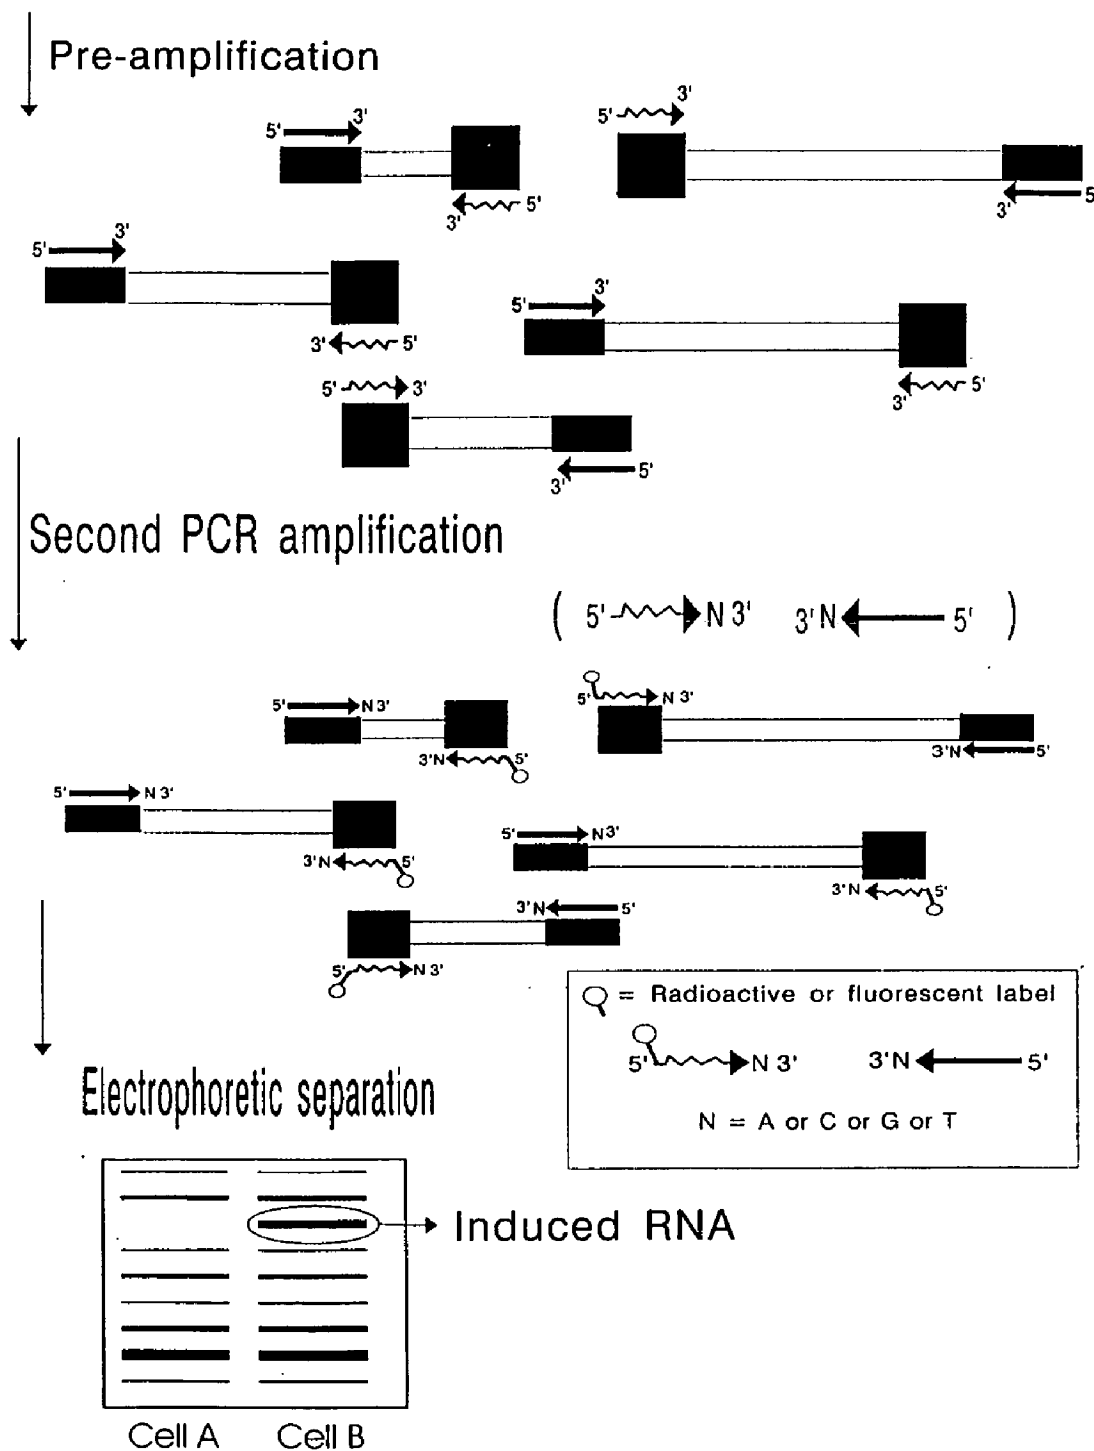 Pre-amplification
5' 3'
3' 5'
5' 3'
3' 5'
5' 3'
3' 5'
5' 3'
3' 5'
5' 3'
3' 5'
Second PCR amplification
( 5' N 3' 3' N 5' )
5' N 3'
3' N 5'
5' N 3'
3' N 5'
5' N 3'
3' N 5'
5' N 3'
3' N 5'
3' N 5'
5' N 3'
= Radioactive or fluorescent label
5' N 3' 3' N 5'
N = A or C or G or T
Electrophoretic separation
Induced RNA
Cell A Cell B